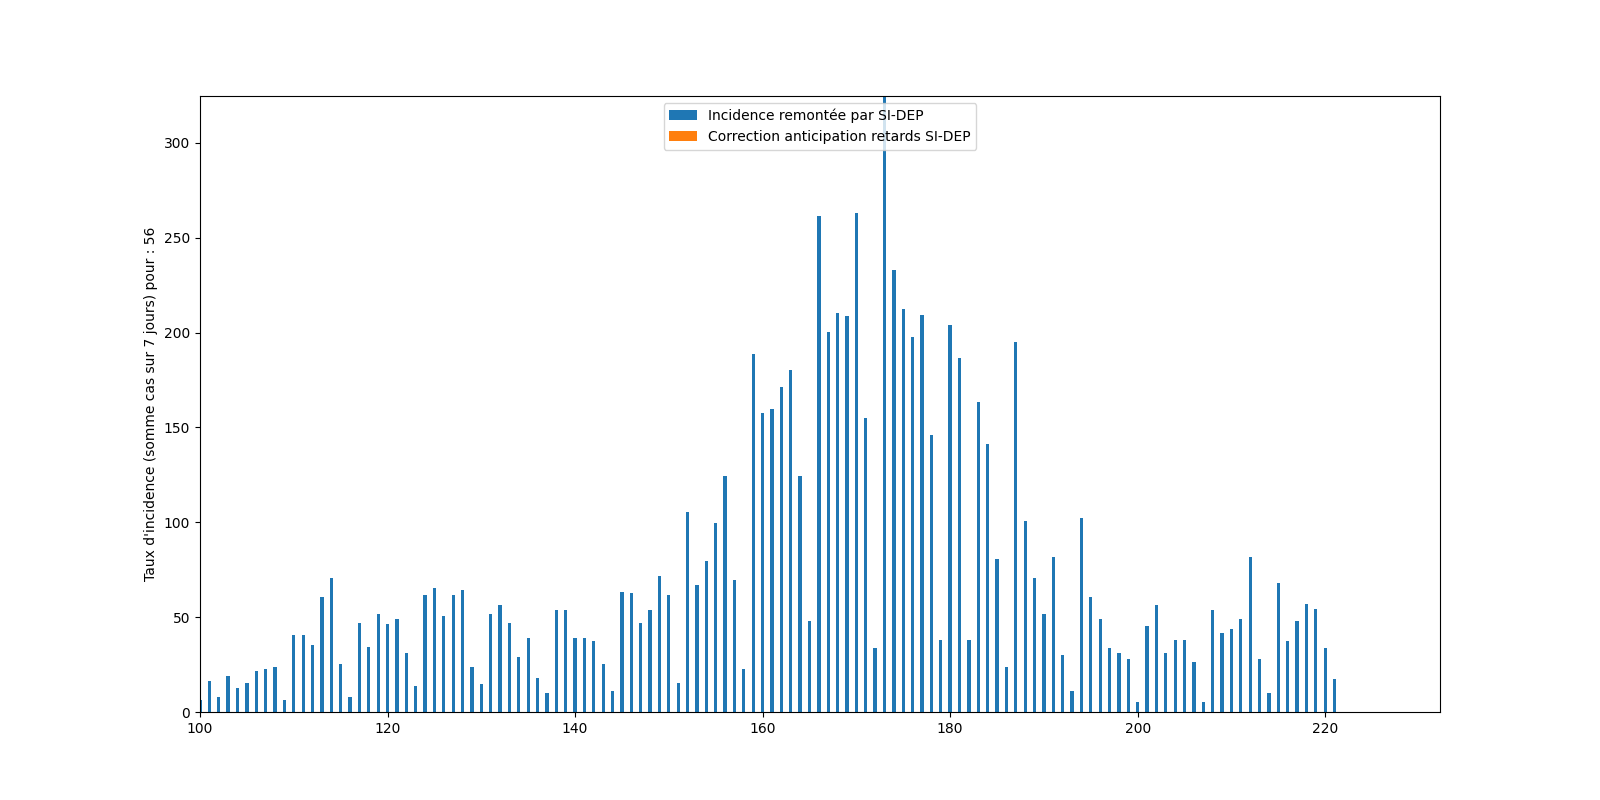 Incidence remontée par SI-DEP
Correction anticipation retards SI-DEP
Taux d'incidence (somme cas sur 7 jours) pour : 56
300
250
200
150
100
50
0
100 120 140 160 180 200 220